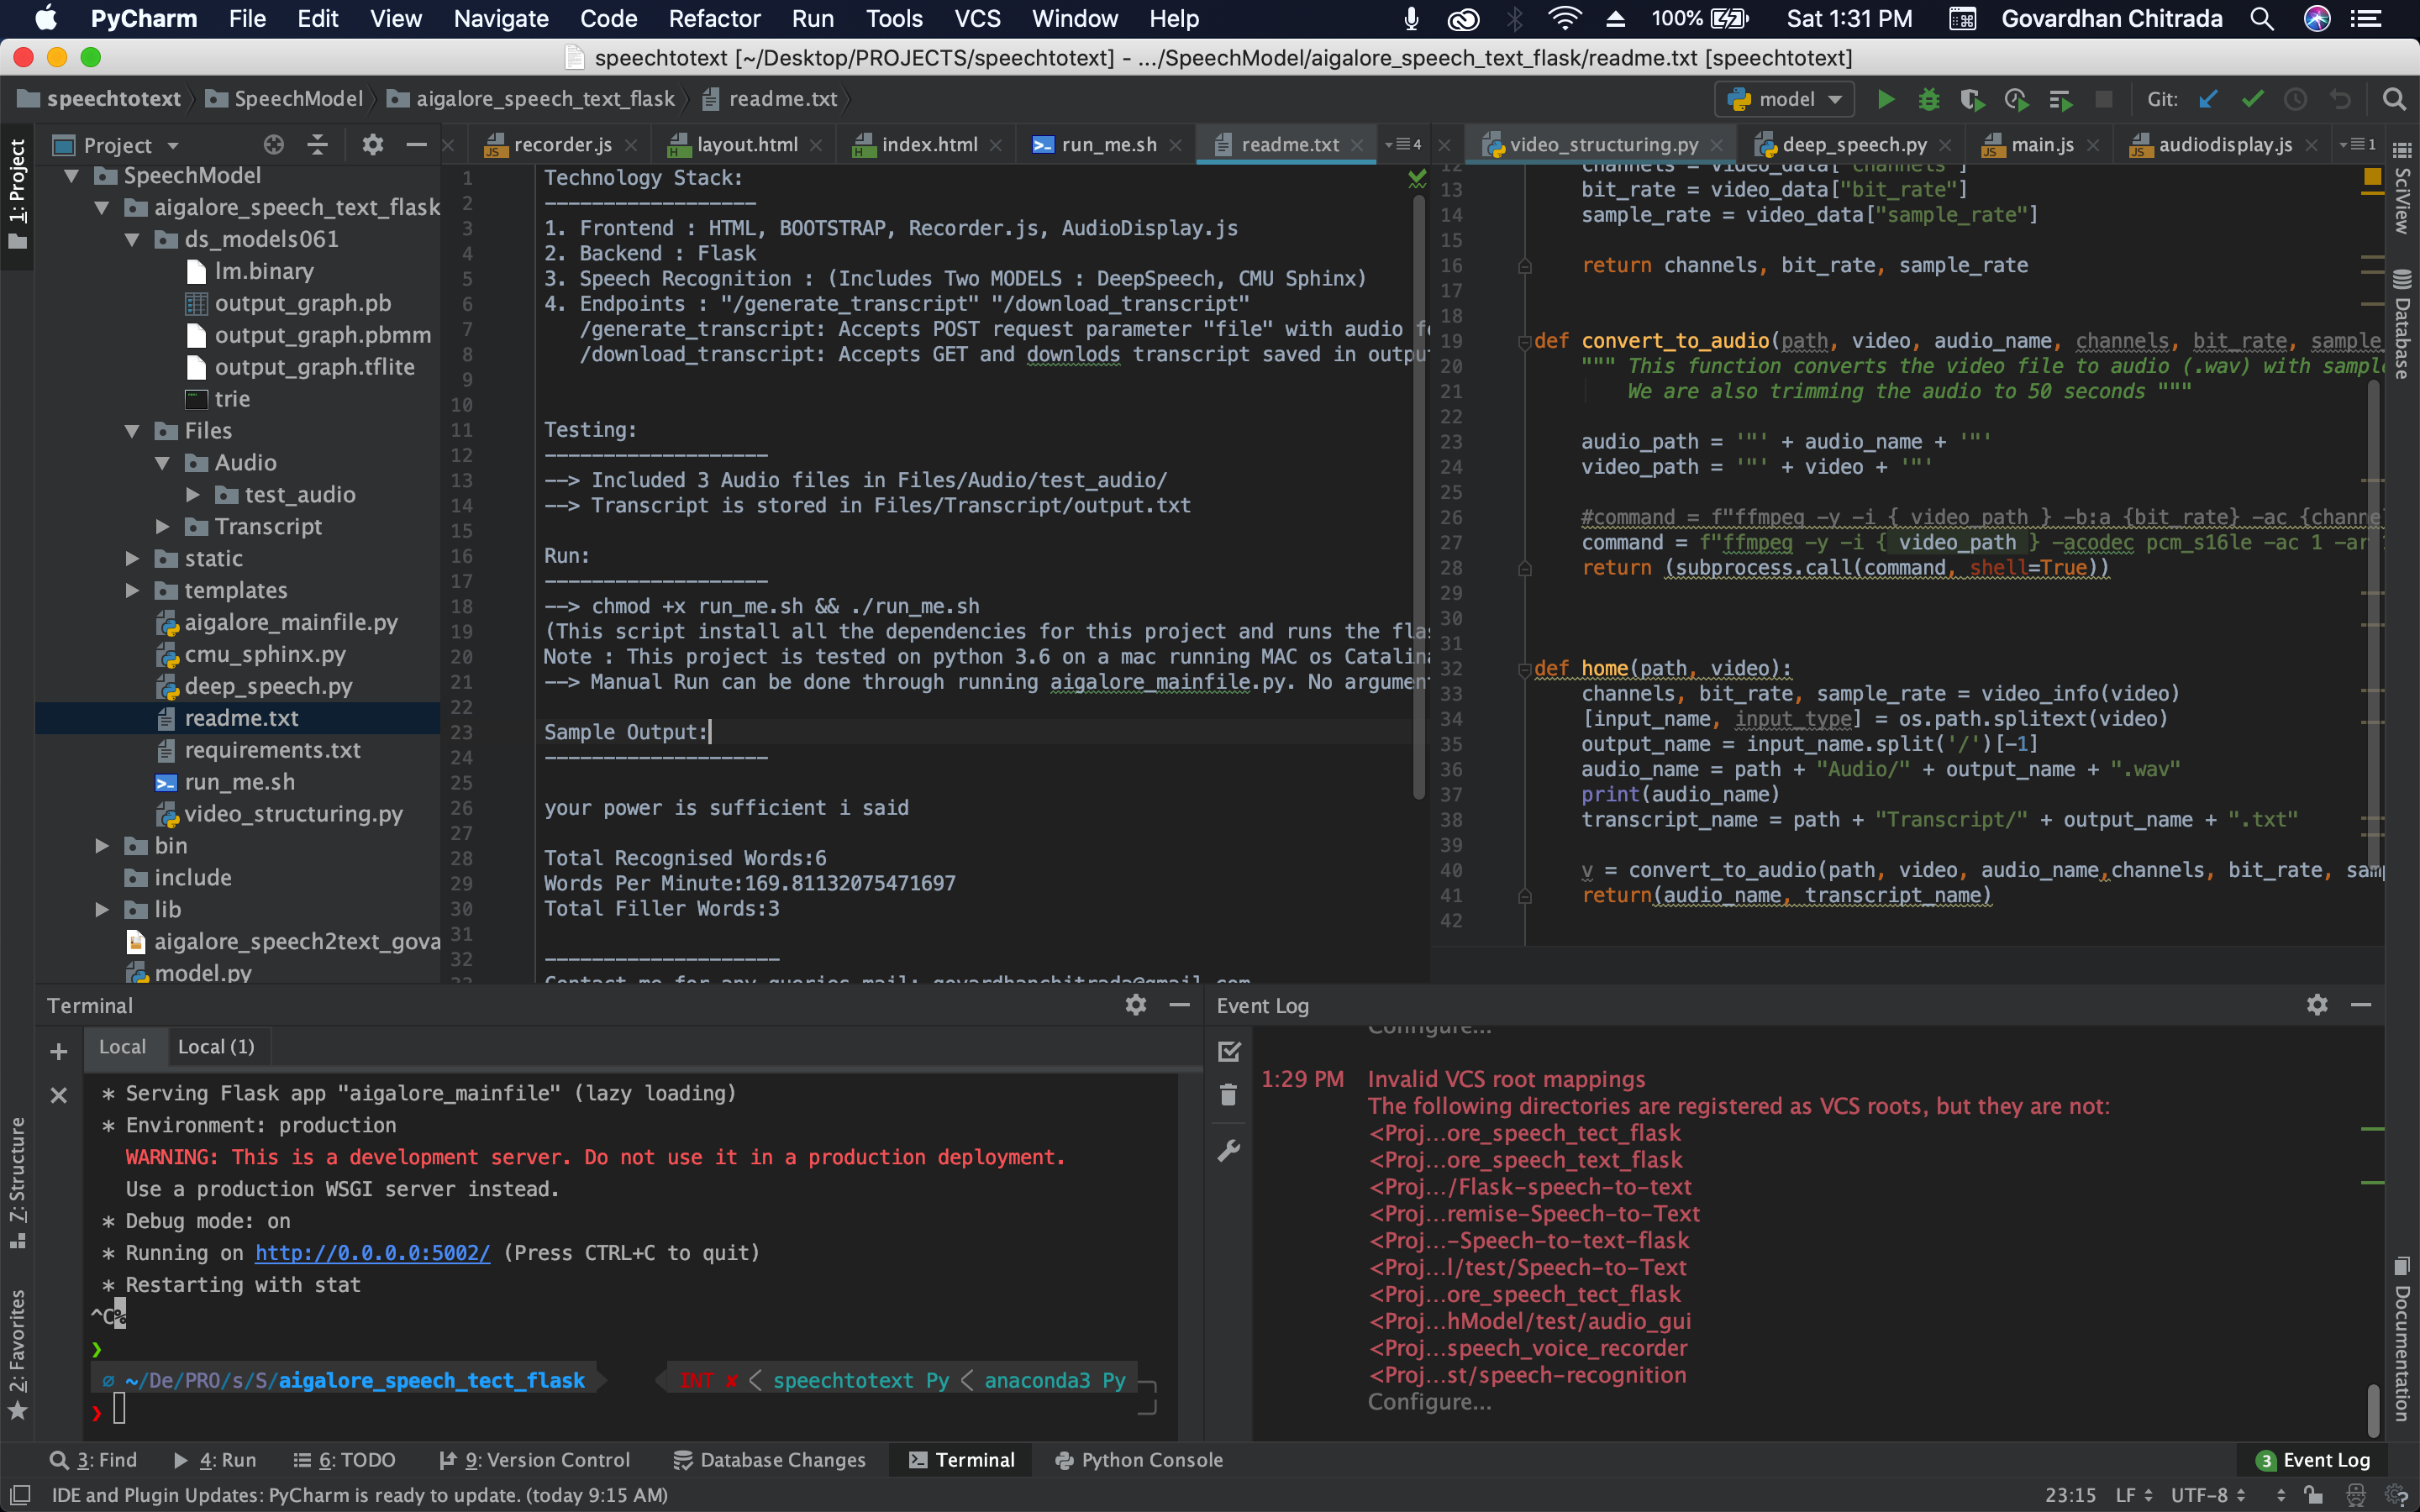 PyCharm File Edit View Navigate Code Refactor Run Tools VCS Window Help 100% Sat 1:31 PM Govardhan Chitrada
speechtotext [~/Desktop/PROJECTS/speechtotext] - .../SpeechModel/aigalore_speech_text_flask/readme.txt [speechtotext]
speechtotext SpeechModel aigalore_speech_text_flask readme.txt model Git:
Project recorder.js layout.html index.html run_me.sh readme.txt 4 video_structuring.py deep_speech.py main.js audiodisplay.js 1
1: Project
SpeechModel
aigalore_speech_text_flask
ds_models061
lm.binary
output_graph.pb
output_graph.pbmm
output_graph.tflite
trie
Files
Audio
test_audio
Transcript
static
templates
aigalore_mainfile.py
cmu_sphinx.py
deep_speech.py
readme.txt
requirements.txt
run_me.sh
video_structuring.py
bin
include
lib
aigalore_speech2text_gova
model.py
1 Technology Stack:
2 ------------------
3 1. Frontend : HTML, BOOTSTRAP, Recorder.js, AudioDisplay.js
4 2. Backend : Flask
5 3. Speech Recognition : (Includes Two MODELS : DeepSpeech, CMU Sphinx)
6 4. Endpoints : "/generate_transcript" "/download_transcript"
7 /generate_transcript: Accepts POST request parameter "file" with audio f
8 /download_transcript: Accepts GET and downlods transcript saved in outpu
9
10
11 Testing:
12 -------------------
13 --> Included 3 Audio files in Files/Audio/test_audio/
14 --> Transcript is stored in Files/Transcript/output.txt
15
16 Run:
17 -------------------
18 --> chmod +x run_me.sh && ./run_me.sh
19 (This script install all the dependencies for this project and runs the fla
20 Note : This project is tested on python 3.6 on a mac running MAC os Catalin
21 --> Manual Run can be done through running aigalore_mainfile.py. No argumen
22
23 Sample Output:
24 -------------------
25
26 your power is sufficient i said
27
28 Total Recognised Words:6
29 Words Per Minute:169.81132075471697
30 Total Filler Words:3
31
32 --------------------
33 Contact me for any queries mail: govardhanchitrada@gmail.com
12 channels = video_data["channels"]
13 bit_rate = video_data["bit_rate"]
14 sample_rate = video_data["sample_rate"]
15
16 return channels, bit_rate, sample_rate
17
18
19 def convert_to_audio(path, video, audio_name, channels, bit_rate, sample
20 """ This function converts the video file to audio (.wav) with sampl
21 We are also trimming the audio to 50 seconds """
22
23 audio_path = '"' + audio_name + '"'
24 video_path = '"' + video + '"'
25
26 #command = f"ffmpeg -y -i { video_path } -b:a {bit_rate} -ac {channe
27 command = f"ffmpeg -y -i { video_path } -acodec pcm_s16le -ac 1 -ar
28 return (subprocess.call(command, shell=True))
29
30
31
32 def home(path, video):
33 channels, bit_rate, sample_rate = video_info(video)
34 [input_name, input_type] = os.path.splitext(video)
35 output_name = input_name.split('/')[-1]
36 audio_name = path + "Audio/" + output_name + ".wav"
37 print(audio_name)
38 transcript_name = path + "Transcript/" + output_name + ".txt"
39
40 v = convert_to_audio(path, video, audio_name,channels, bit_rate, sam
41 return(audio_name, transcript_name)
42
SciView
Database
Documentation
Z: Structure
2: Favorites
Terminal
Local Local (1)
* Serving Flask app "aigalore_mainfile" (lazy loading)
* Environment: production
WARNING: This is a development server. Do not use it in a production deployment.
Use a production WSGI server instead.
* Debug mode: on
* Running on http://0.0.0.0:5002/ (Press CTRL+C to quit)
* Restarting with stat
^C%
❯
∅ ~/De/PRO/s/S/aigalore_speech_tect_flask INT ✘ < speechtotext Py < anaconda3 Py
❯
Event Log
Configure...
1:29 PM Invalid VCS root mappings
The following directories are registered as VCS roots, but they are not:
<Proj...ore_speech_tect_flask
<Proj...ore_speech_text_flask
<Proj.../Flask-speech-to-text
<Proj...remise-Speech-to-Text
<Proj...-Speech-to-text-flask
<Proj...l/test/Speech-to-Text
<Proj...ore_speech_tect_flask
<Proj...hModel/test/audio_gui
<Proj...speech_voice_recorder
<Proj...st/speech-recognition
Configure...
3: Find 4: Run 6: TODO 9: Version Control Database Changes Terminal Python Console 3 Event Log
IDE and Plugin Updates: PyCharm is ready to update. (today 9:15 AM) 23:15 LF UTF-8